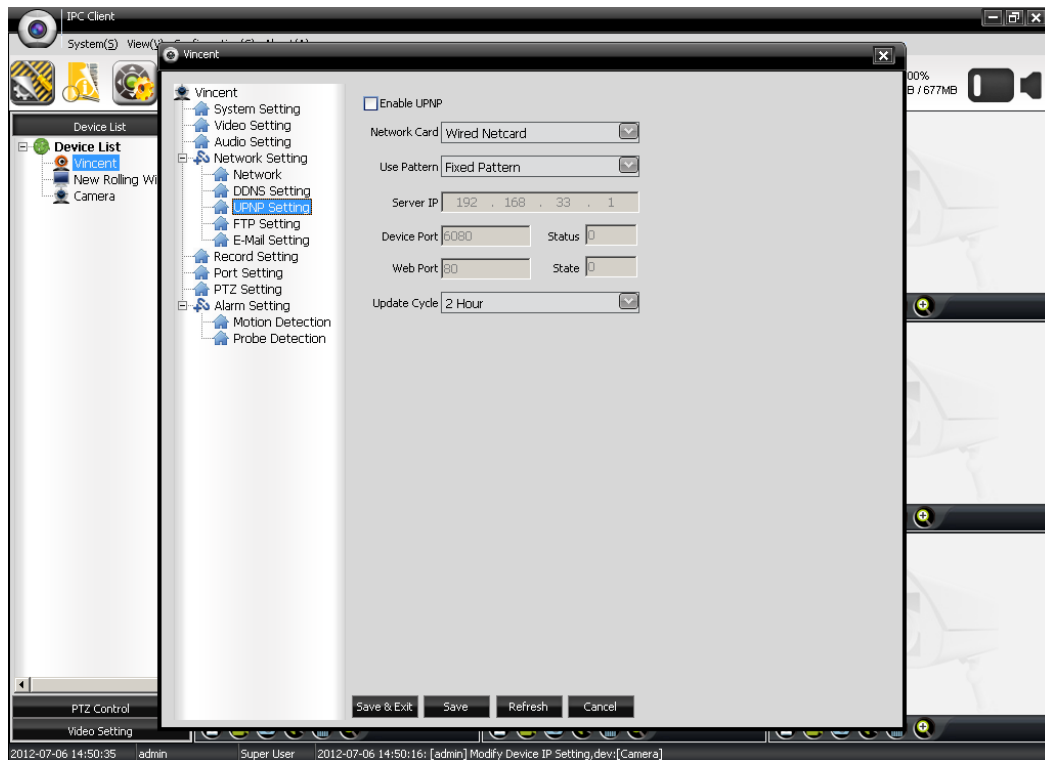 IPC Client
System(S) View(V)
Vincent
00%
B / 677MB
Device List
Device List
Vincent
New Rolling Wi
Camera
PTZ Control
Video Setting
Vincent
System Setting
Video Setting
Audio Setting
Network Setting
Network
DDNS Setting
UPNP Setting
FTP Setting
E-Mail Setting
Record Setting
Port Setting
PTZ Setting
Alarm Setting
Motion Detection
Probe Detection
Enable UPNP
Network Card Wired Netcard
Use Pattern Fixed Pattern
Server IP 192 . 168 . 33 . 1
Device Port 6080 Status 0
Web Port 80 State 0
Update Cycle 2 Hour
Save & Exit Save Refresh Cancel
2012-07-06 14:50:35 admin Super User 2012-07-06 14:50:16: [admin] Modify Device IP Setting,dev:[Camera]